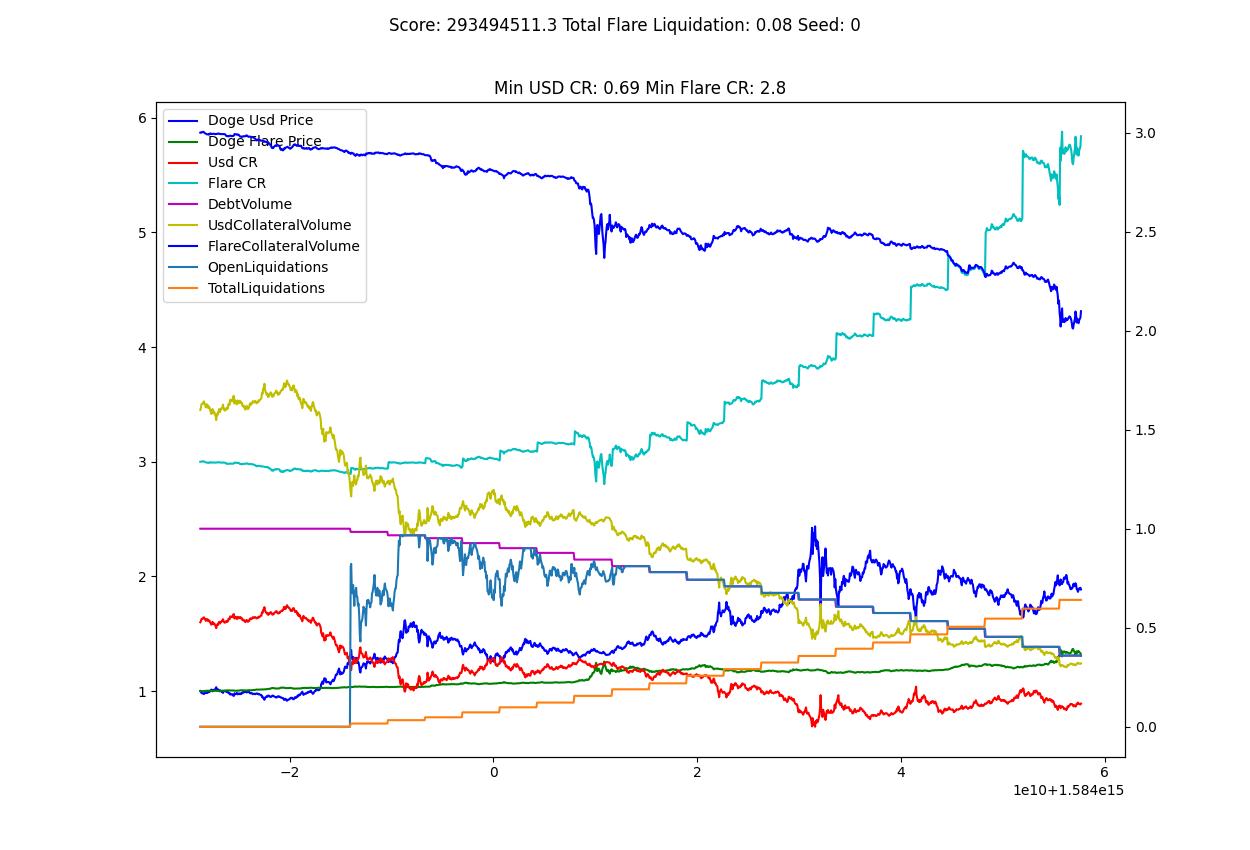 Score: 293494511.3 Total Flare Liquidation: 0.08 Seed: 0
Min USD CR: 0.69 Min Flare CR: 2.8
Doge Usd Price
Doge Flare Price
Usd CR
Flare CR
DebtVolume
UsdCollateralVolume
FlareCollateralVolume
OpenLiquidations
TotalLiquidations
6
5
4
3
2
1
3.0
2.5
2.0
1.5
1.0
0.5
0.0
−2 0 2 4 6
1e10+1.584e15